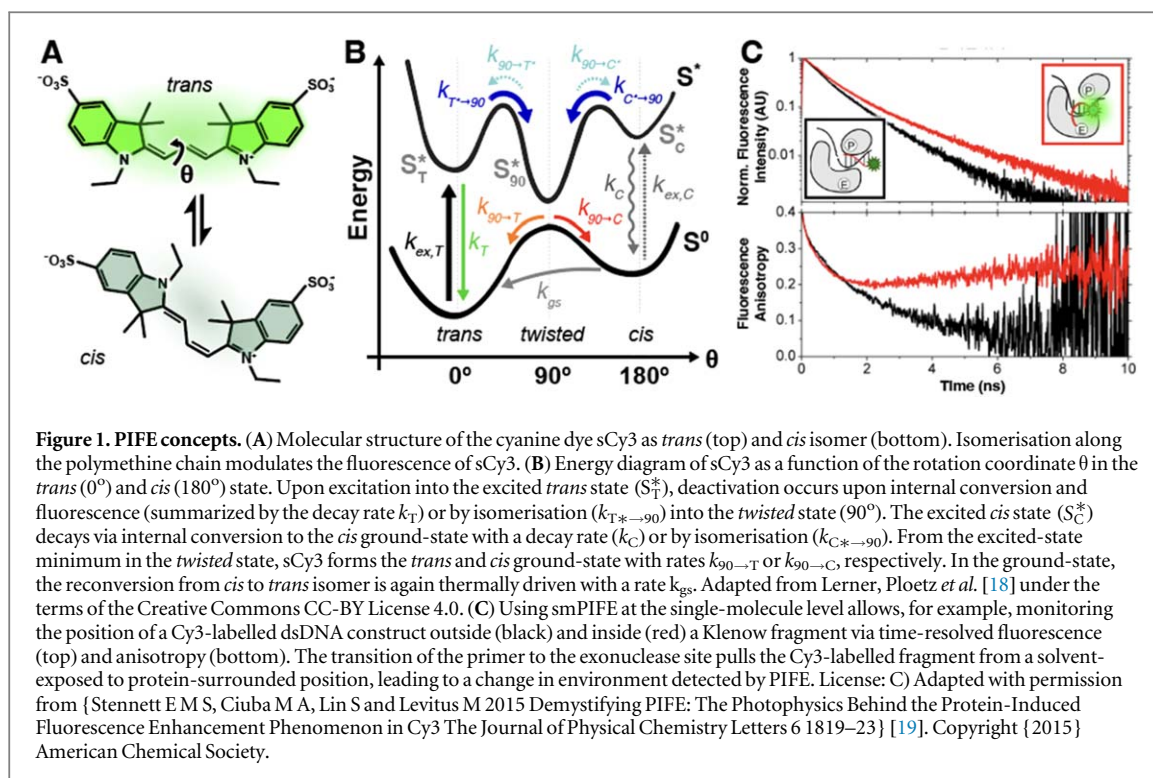 A
trans
⁻O₃S
SO₃⁻
N
N⁺
θ
⁻O₃S
SO₃⁻
N
N⁺
cis
B
Energy
k90→T*
k90→C*
kT*→90
kC*→90
S*
S*T
S*90
S*C
kex,T
kT
k90→T
k90→C
kC
kex,C
S⁰
kgs
trans
twisted
cis
θ
0º
90º
180º
C
Norm. Fluorescence
Intensity (AU)
1
0.1
0.01
P
E
P
E
Fluorescence
Anisotropy
0.4
0.3
0.2
0.1
0.0
0
2
4
6
8
10
Time (ns)
Figure 1. PIFE concepts. (A) Molecular structure of the cyanine dye sCy3 as trans (top) and cis isomer (bottom). Isomerisation along
the polymethine chain modulates the fluorescence of sCy3. (B) Energy diagram of sCy3 as a function of the rotation coordinate θ in the
trans (0°) and cis (180°) state. Upon excitation into the excited trans state (S*T), deactivation occurs upon internal conversion and
fluorescence (summarized by the decay rate kT) or by isomerisation (kT*→90) into the twisted state (90°). The excited cis state (S*C)
decays via internal conversion to the cis ground-state with a decay rate (kC) or by isomerisation (kC*→90). From the excited-state
minimum in the twisted state, sCy3 forms the trans and cis ground-state with rates k90→T or k90→C, respectively. In the ground-state,
the reconversion from cis to trans isomer is again thermally driven with a rate kgs. Adapted from Lerner, Ploetz et al. [18] under the
terms of the Creative Commons CC-BY License 4.0. (C) Using smPIFE at the single-molecule level allows, for example, monitoring
the position of a Cy3-labelled dsDNA construct outside (black) and inside (red) a Klenow fragment via time-resolved fluorescence
(top) and anisotropy (bottom). The transition of the primer to the exonuclease site pulls the Cy3-labelled fragment from a solvent-
exposed to protein-surrounded position, leading to a change in environment detected by PIFE. License: C) Adapted with permission
from {Stennett E M S, Ciuba M A, Lin S and Levitus M 2015 Demystifying PIFE: The Photophysics Behind the Protein-Induced
Fluorescence Enhancement Phenomenon in Cy3 The Journal of Physical Chemistry Letters 6 1819–23} [19]. Copyright {2015}
American Chemical Society.